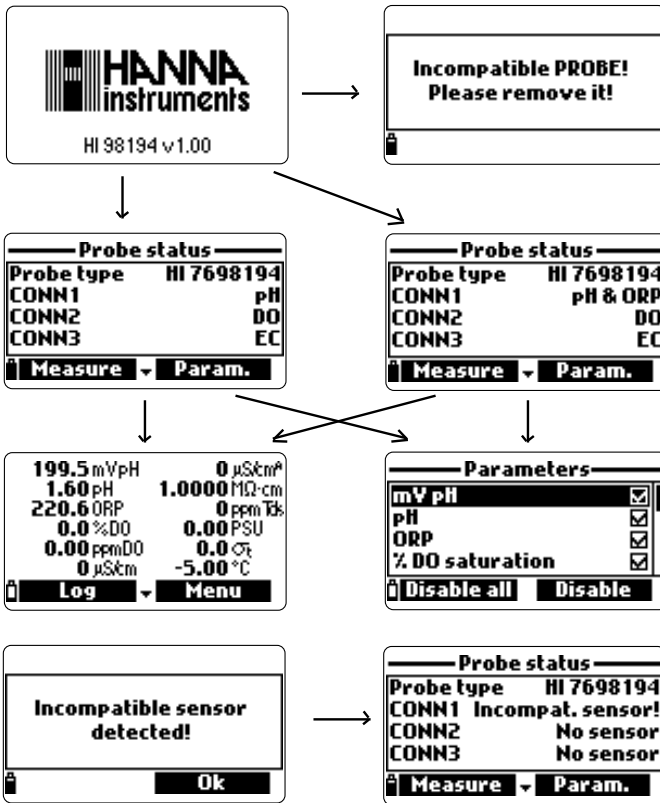 HANNA
instruments
HI 98194 v1.00
Incompatible PROBE!
Please remove it!
Probe status
Probe type HI 7698194
CONN1 pH
CONN2 DO
CONN3 EC
Measure Param.
Probe status
Probe type HI 7698194
CONN1 pH & ORP
CONN2 DO
CONN3 EC
Measure Param.
199.5 mVpH 0 µS/cmᴬ
1.60 pH 1.0000 MΩ·cm
220.6 ORP 0 ppm Tds
0.0 %DO 0.00 PSU
0.00 ppmDO 0.0 σt
0 µS/cm -5.00 °C
Log Menu
Parameters
mV pH
pH
ORP
% DO saturation
Disable all Disable
Incompatible sensor
detected!
Ok
Probe status
Probe type HI 7698194
CONN1 Incompat. sensor!
CONN2 No sensor
CONN3 No sensor
Measure Param.